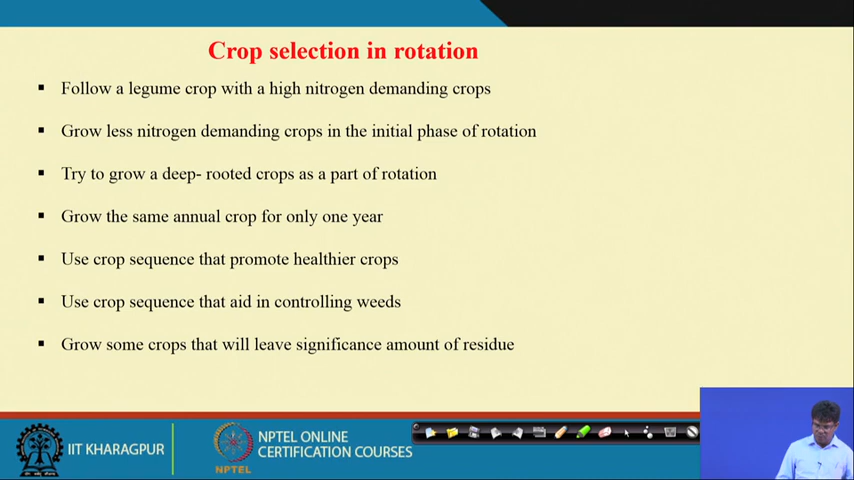 Crop selection in rotation
Follow a legume crop with a high nitrogen demanding crops
Grow less nitrogen demanding crops in the initial phase of rotation
Try to grow a deep- rooted crops as a part of rotation
Grow the same annual crop for only one year
Use crop sequence that promote healthier crops
Use crop sequence that aid in controlling weeds
Grow some crops that will leave significance amount of residue
IIT KHARAGPUR
NPTEL
NPTEL ONLINE
CERTIFICATION COURSES